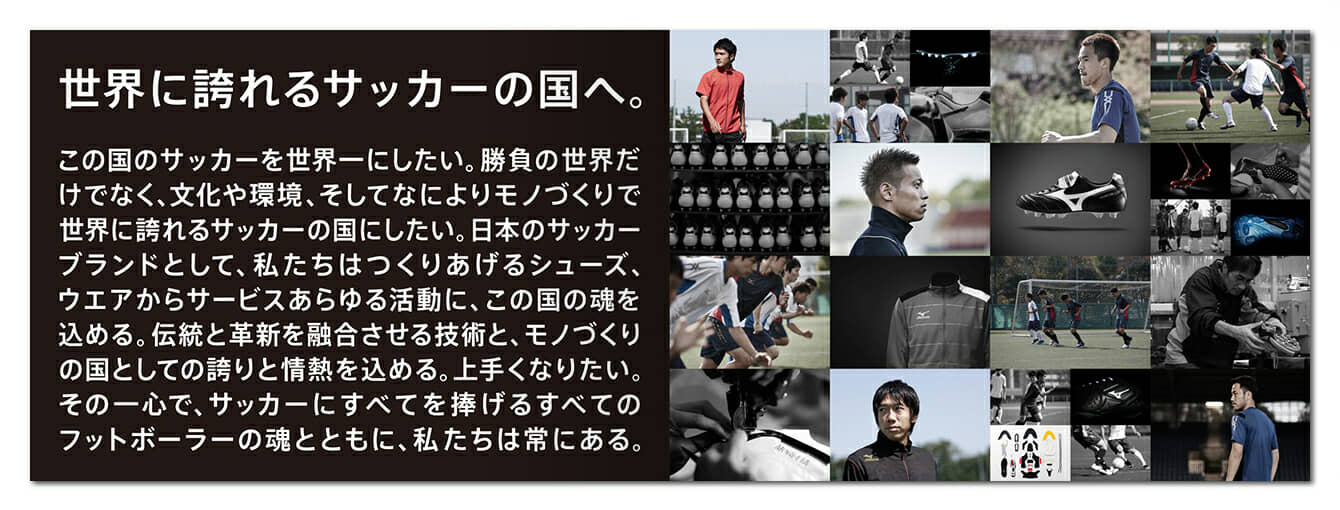 世界に誇れるサッカーの国へ。
この国のサッカーを世界一にしたい。勝負の世界だ
けでなく、文化や環境、そしてなによりモノづくりで
世界に誇れるサッカーの国にしたい。日本のサッカー
ブランドとして、私たちはつくりあげるシューズ、
ウエアからサービスあらゆる活動に、この国の魂を
込める。伝統と革新を融合させる技術と、モノづくり
の国としての誇りと情熱を込める。上手くなりたい。
その一心で、サッカーにすべてを捧げるすべての
フットボーラーの魂とともに、私たちは常にある。